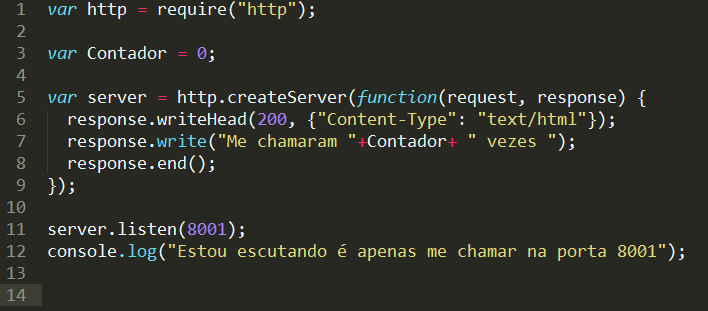 1 var http = require("http");
2
3 var Contador = 0;
4
5 var server = http.createServer(function(request, response) {
6   response.writeHead(200, {"Content-Type": "text/html"});
7   response.write("Me chamaram "+Contador+ " vezes ");
8   response.end();
9 });
10
11 server.listen(8001);
12 console.log("Estou escutando é apenas me chamar na porta 8001");
13
14